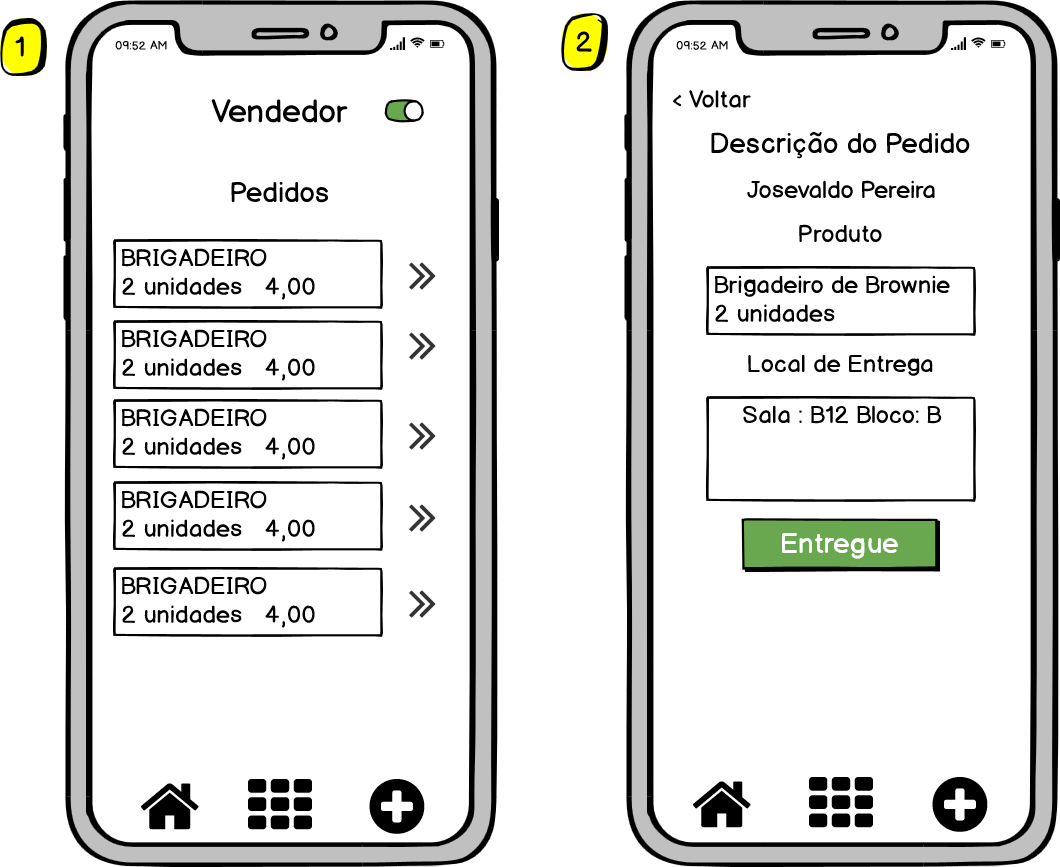 1
09:52 AM
Vendedor
Pedidos
BRIGADEIRO
2 unidades 4,00
BRIGADEIRO
2 unidades 4,00
BRIGADEIRO
2 unidades 4,00
BRIGADEIRO
2 unidades 4,00
BRIGADEIRO
2 unidades 4,00
2
09:52 AM
< Voltar
Descrição do Pedido
Josevaldo Pereira
Produto
Brigadeiro de Brownie
2 unidades
Local de Entrega
Sala : B12 Bloco: B
Entregue